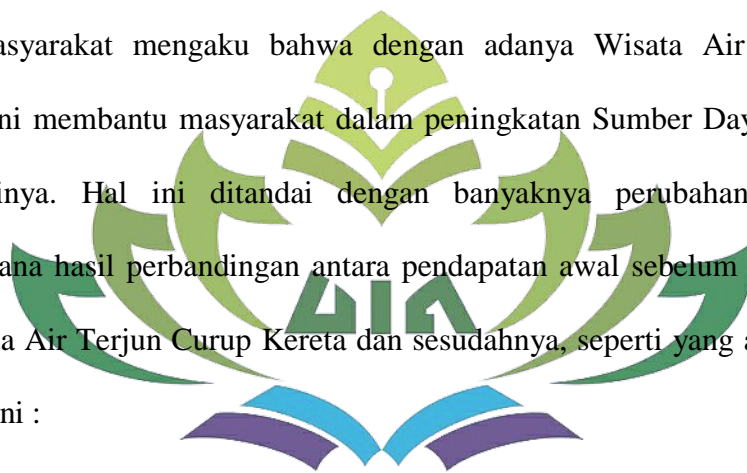 asyarakat mengaku bahwa dengan adanya Wisata Air
ni membantu masyarakat dalam peningkatan Sumber Day
inya. Hal ini ditandai dengan banyaknya perubahan
ana hasil perbandingan antara pendapatan awal sebelum
a Air Terjun Curup Kereta dan sesudahnya, seperti yang a
ni :